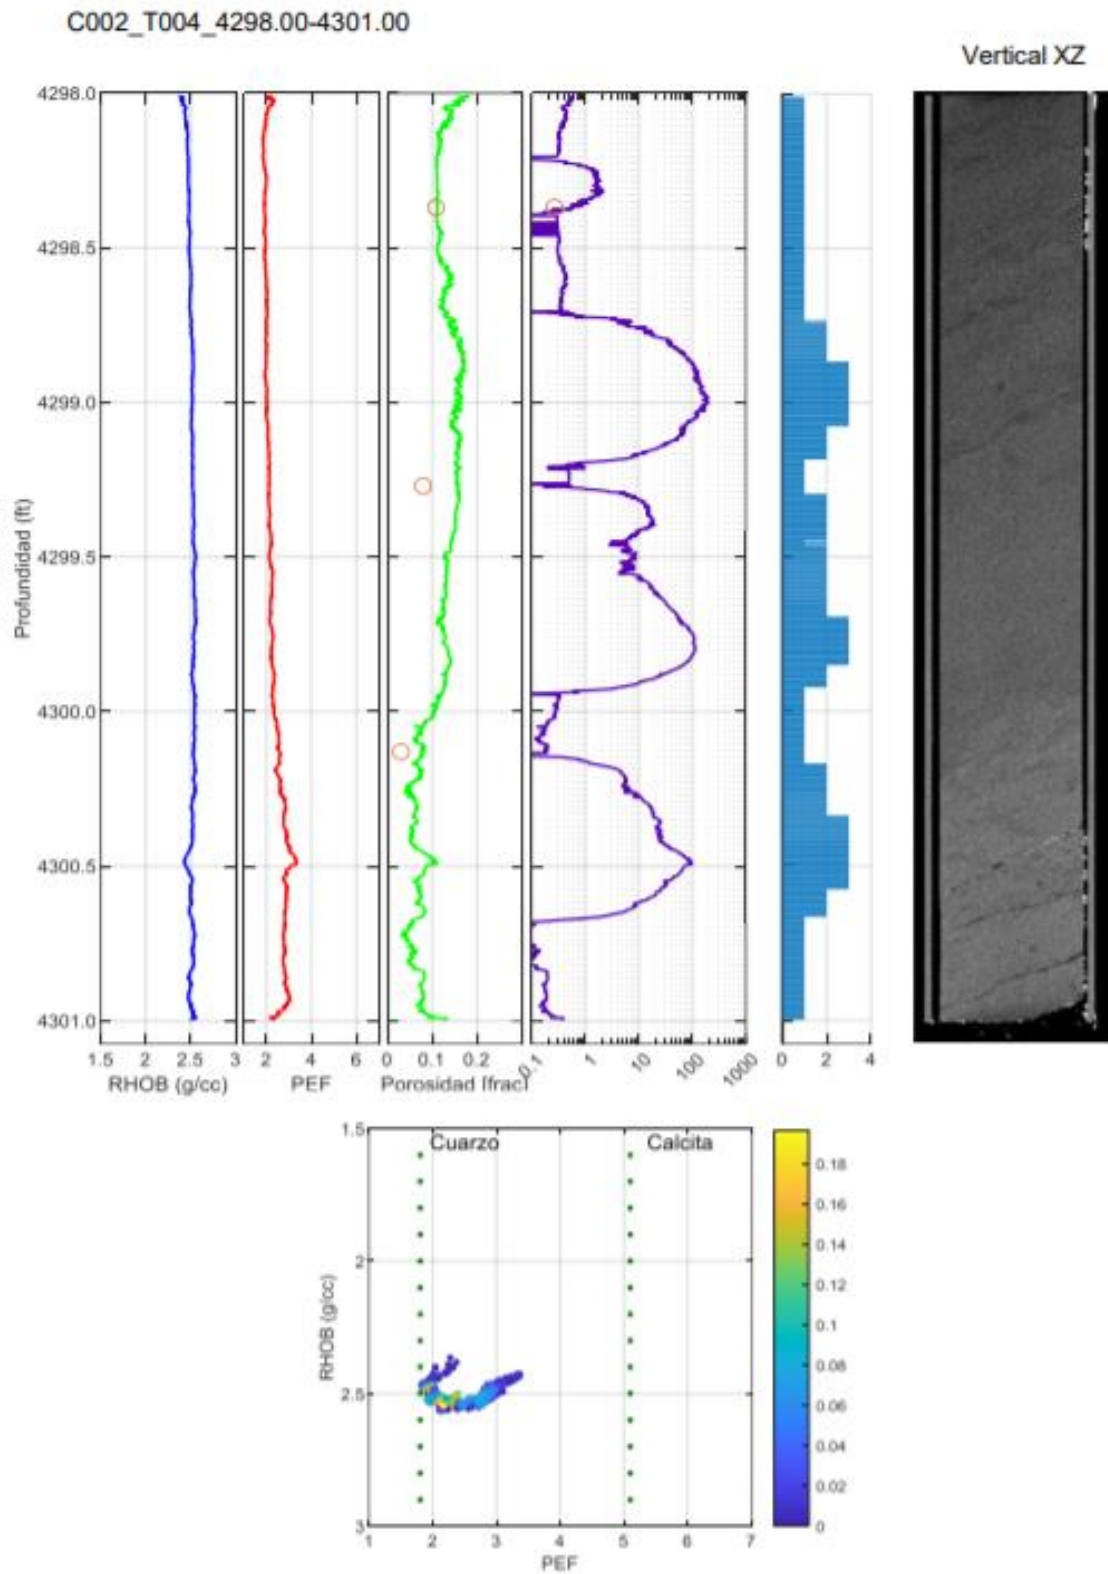 C002_T004_4298.00-4301.00
Vertical XZ
4298.0
4298.5
4299.0
4299.5
4300.0
4300.5
4301.0
Profundidad (ft)
1.5 2 2.5 3 2 4 6 0 0.1 0.2 0.1 1 10 100 1000 0 2 4
RHOB (g/cc) PEF Porosidad [frac]
1.5
2
2.5
3
RHOB (g/cc)
Cuarzo Calcita
1 2 3 4 5 6 7
PEF
0.18
0.16
0.14
0.12
0.1
0.08
0.06
0.04
0.02
0